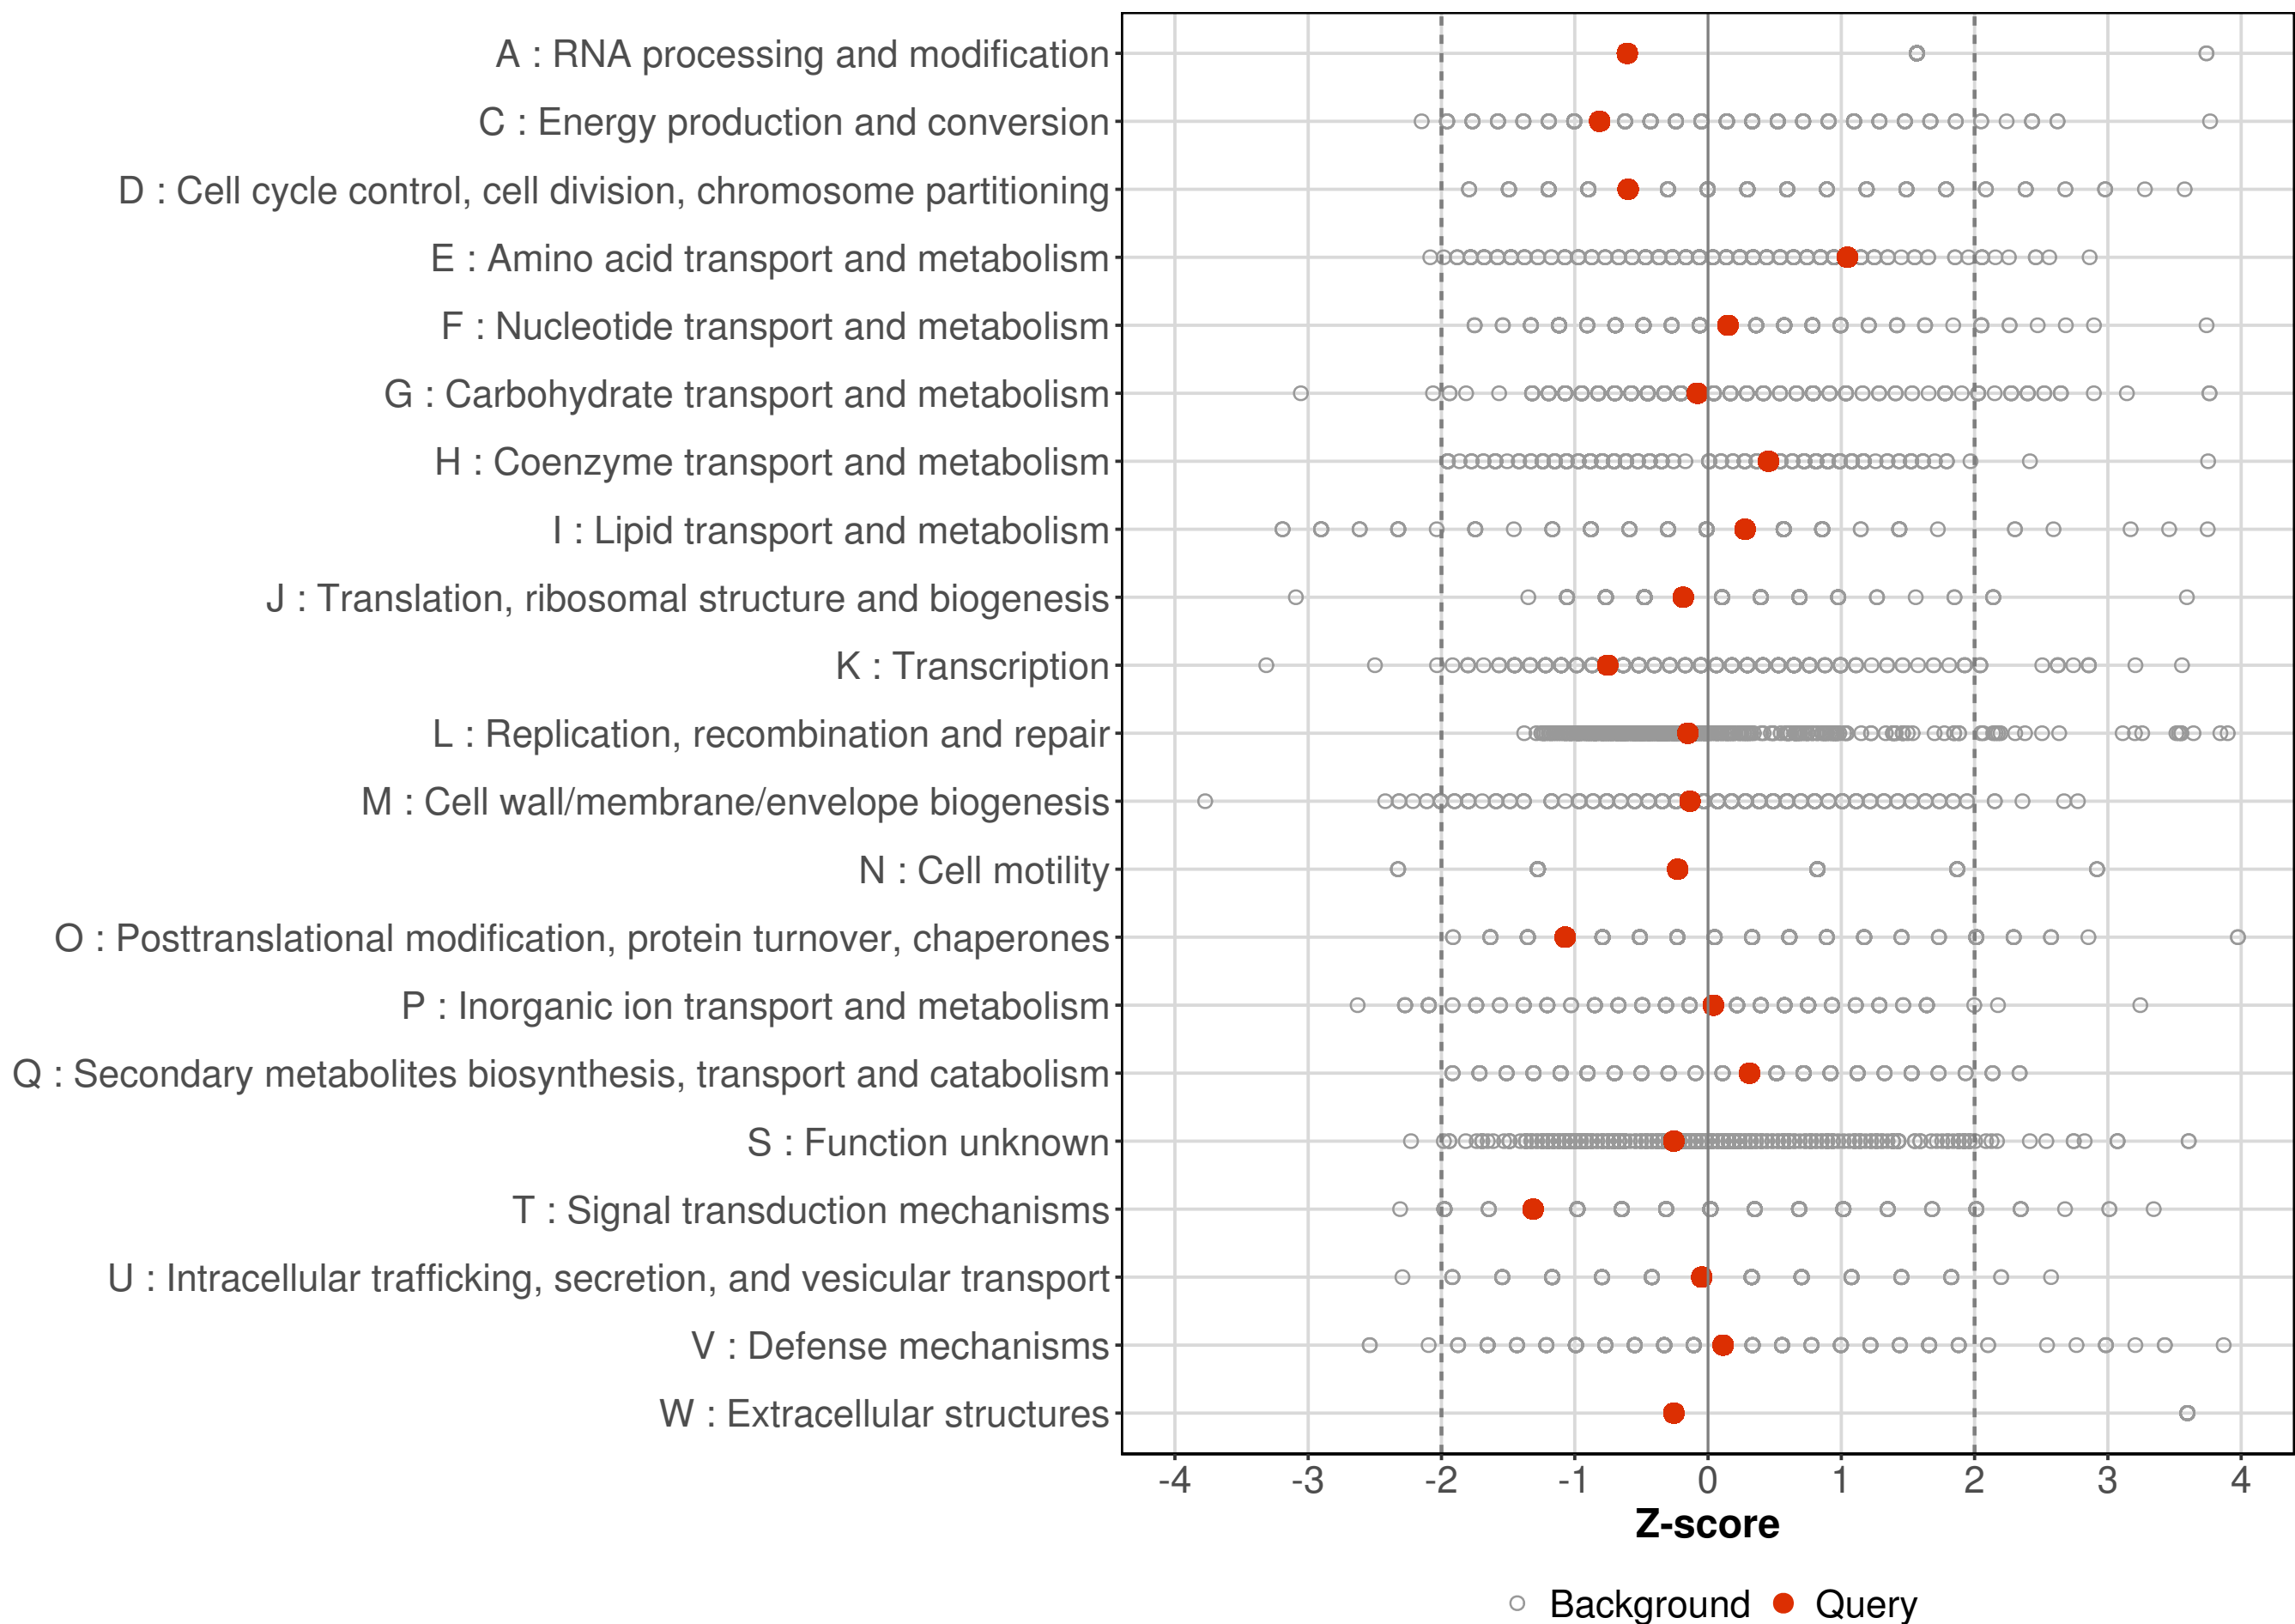 A : RNA processing and modification
C : Energy production and conversion
D : Cell cycle control, cell division, chromosome partitioning
E : Amino acid transport and metabolism
F : Nucleotide transport and metabolism
G : Carbohydrate transport and metabolism
H : Coenzyme transport and metabolism
I : Lipid transport and metabolism
J : Translation, ribosomal structure and biogenesis
K : Transcription
L : Replication, recombination and repair
M : Cell wall/membrane/envelope biogenesis
N : Cell motility
O : Posttranslational modification, protein turnover, chaperones
P : Inorganic ion transport and metabolism
Q : Secondary metabolites biosynthesis, transport and catabolism
S : Function unknown
T : Signal transduction mechanisms
U : Intracellular trafficking, secretion, and vesicular transport
V : Defense mechanisms
W : Extracellular structures
-4 -3 -2 -1 0 1 2 3 4
Z-score
Background Query